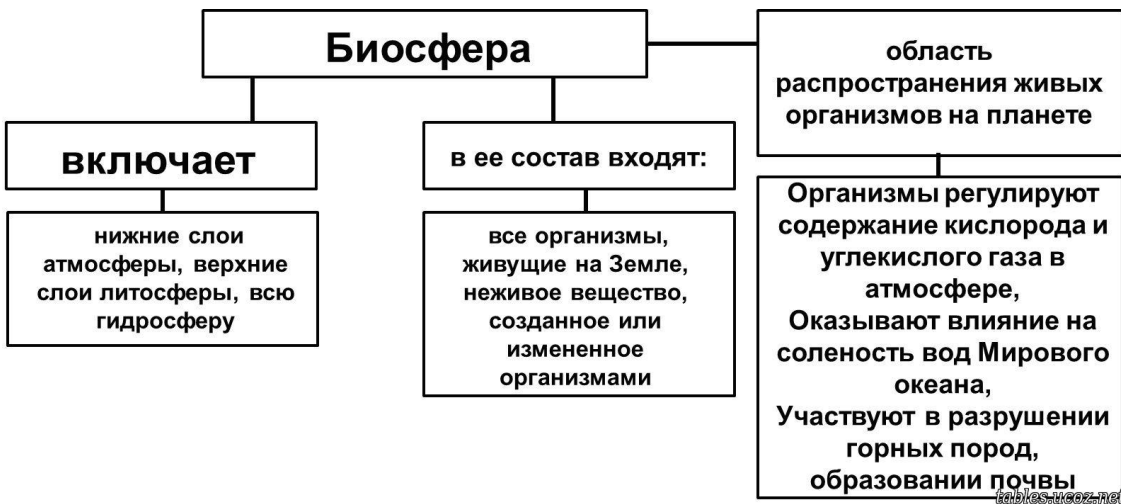 Биосфера
область
распространения живых
организмов на планете
включает
в ее состав входят:
нижние слои
атмосферы, верхние
слои литосферы, всю
гидросферу
все организмы,
живущие на Земле,
неживое вещество,
созданное или
измененное
организмами
Организмы регулируют
содержание кислорода и
углекислого газа в
атмосфере,
Оказывают влияние на
соленость вод Мирового
океана,
Участвуют в разрушении
горных пород,
образовании почвы
tables.ucoz.net